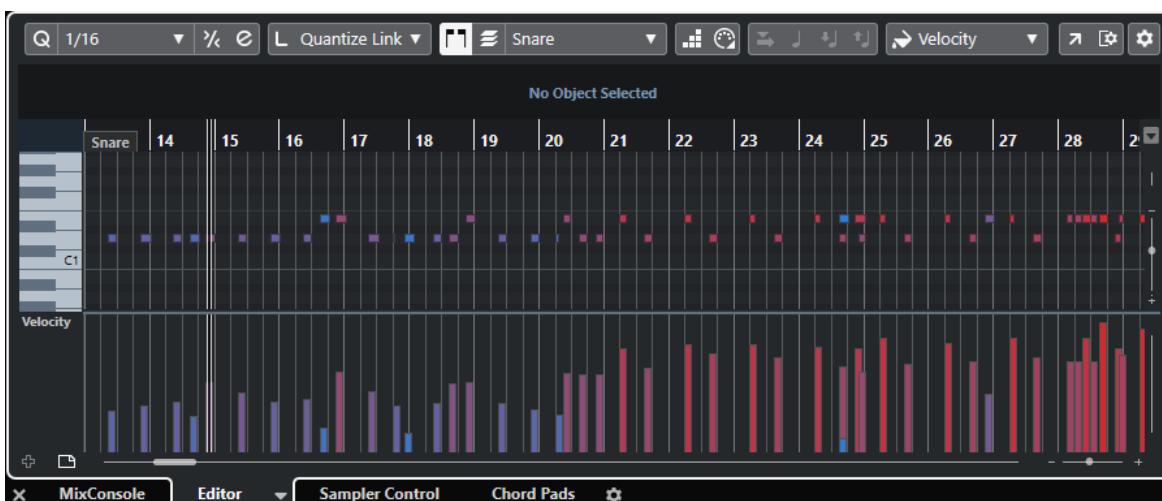 Q 1/16 L Quantize Link Snare Velocity
No Object Selected
Snare 14 15 16 17 18 19 20 21 22 23 24 25 26 27 28
C1
Velocity
MixConsole Editor Sampler Control Chord Pads